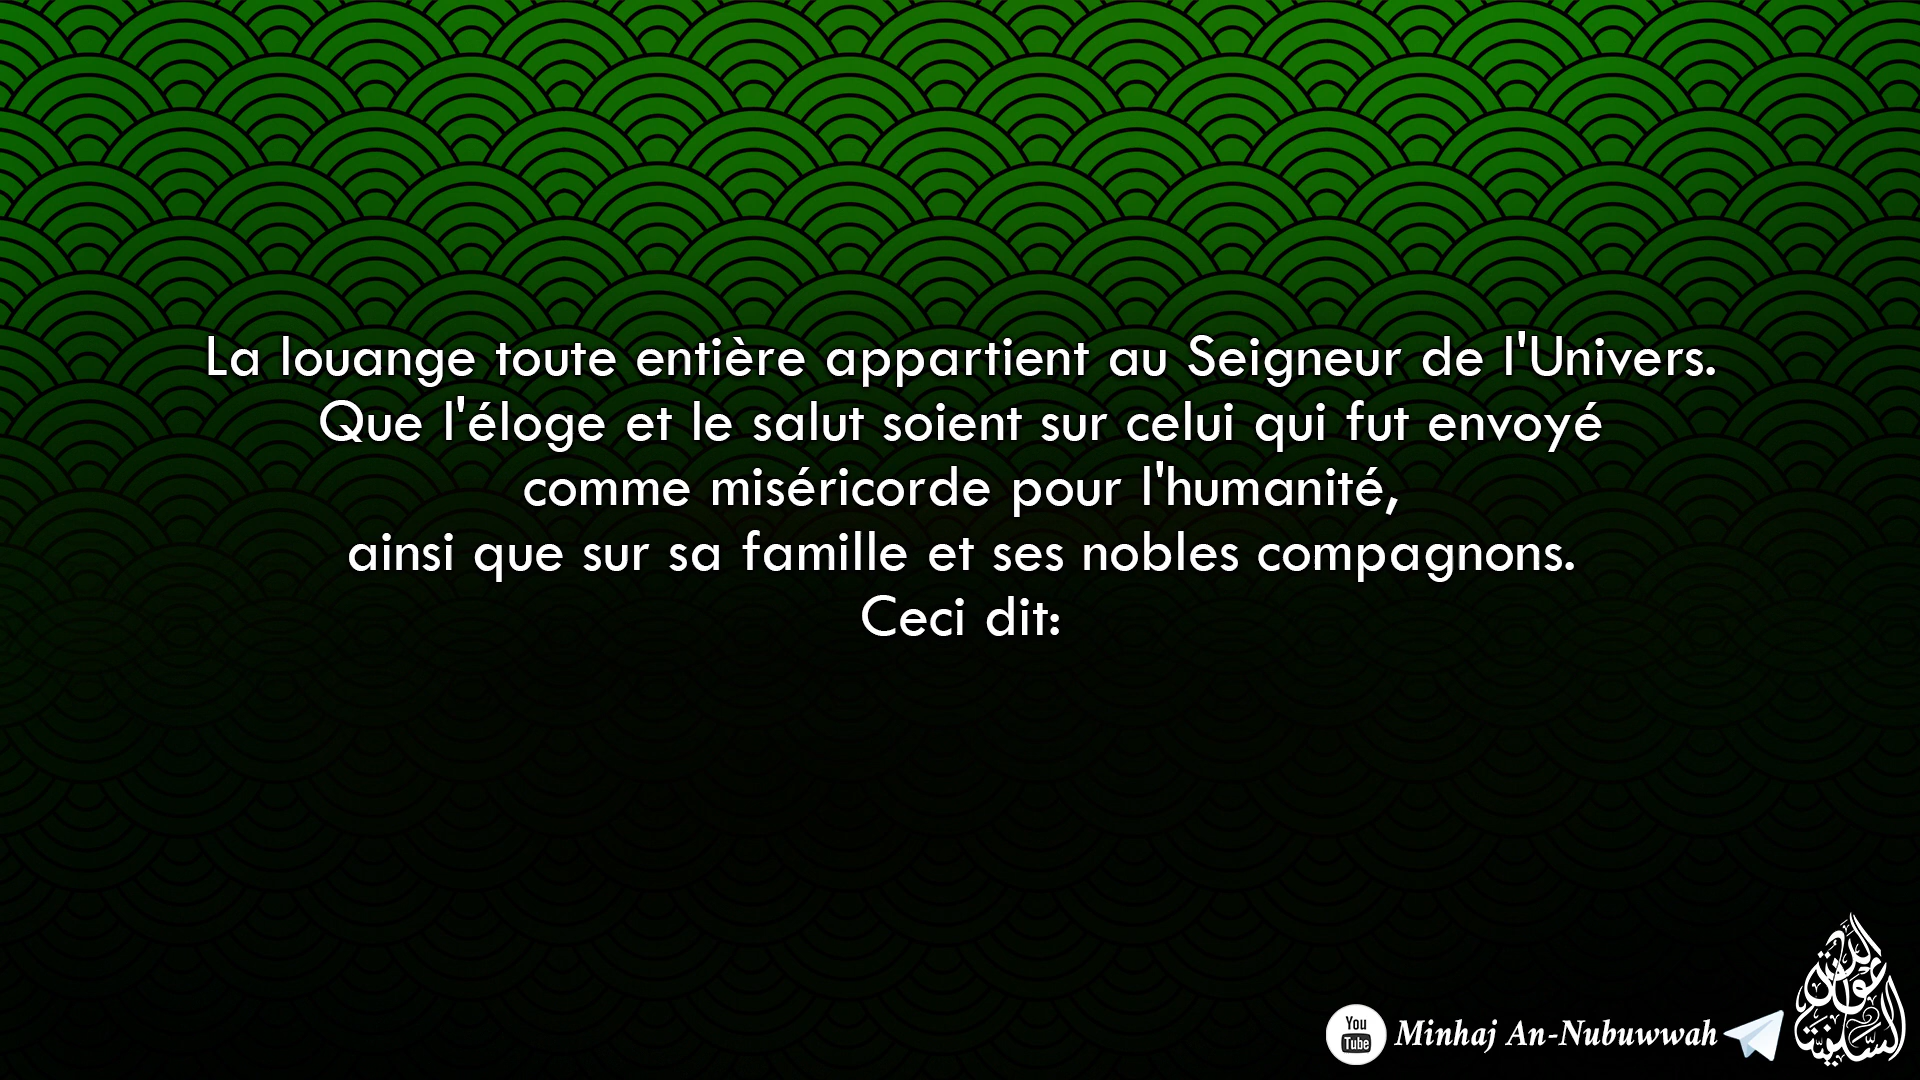 La louange toute entière appartient au Seigneur de l'Univers.
Que l'éloge et le salut soient sur celui qui fut envoyé
comme miséricorde pour l'humanité,
ainsi que sur sa famille et ses nobles compagnons.
Ceci dit:
You
Tube
Minhaj An-Nubuwwah